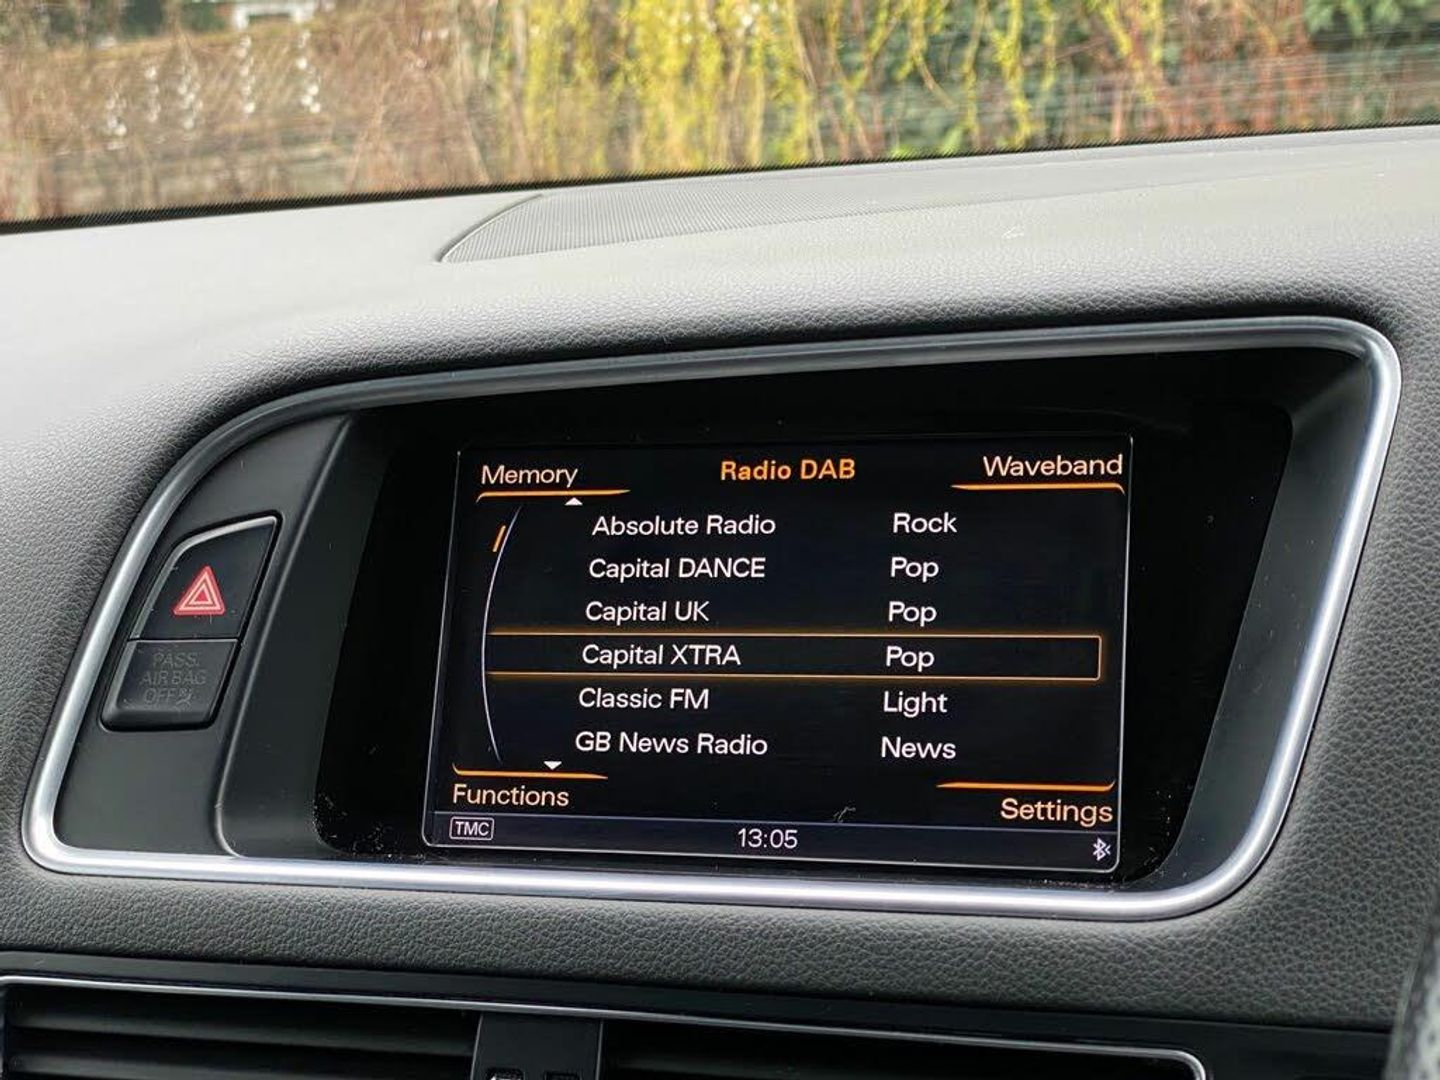 Memory Radio DAB Waveband
Absolute Radio Rock
Capital DANCE Pop
Capital UK Pop
Capital XTRA Pop
Classic FM Light
GB News Radio News
Functions Settings
TMC 13:05
PASS.
AIR BAG
OFF